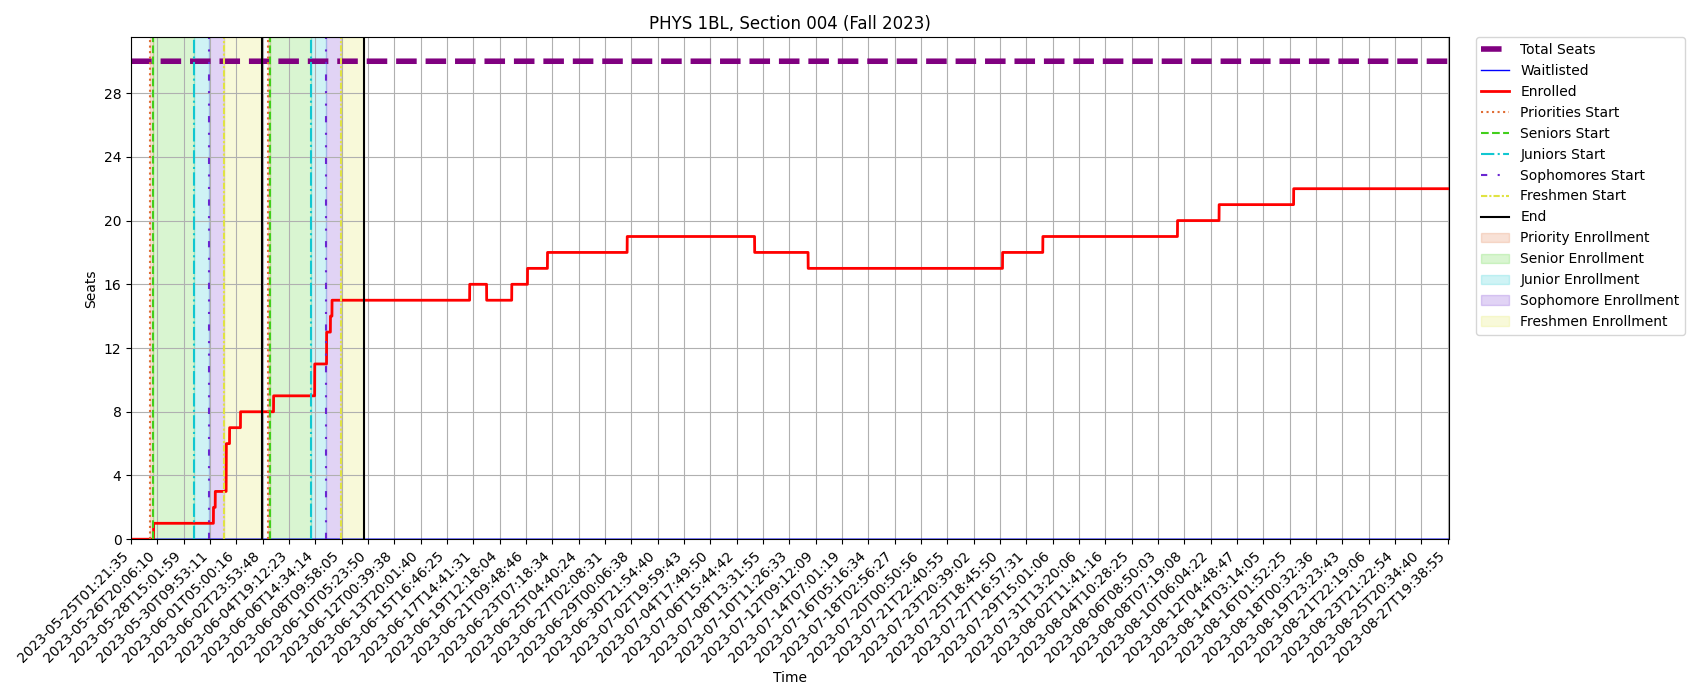 PHYS 1BL, Section 004 (Fall 2023)
Total Seats
Waitlisted
Enrolled
Priorities Start
Seniors Start
Juniors Start
Sophomores Start
Freshmen Start
End
Priority Enrollment
Senior Enrollment
Junior Enrollment
Sophomore Enrollment
Freshmen Enrollment
Seats
28
24
20
16
12
8
4
0
2023-05-25T01:21:35
2023-05-26T20:06:10
2023-05-28T15:01:59
2023-05-30T09:53:11
2023-06-01T05:00:16
2023-06-02T23:53:48
2023-06-04T19:12:23
2023-06-06T14:34:14
2023-06-08T09:58:05
2023-06-10T05:23:50
2023-06-12T00:39:38
2023-06-13T20:01:40
2023-06-15T16:46:25
2023-06-17T14:41:31
2023-06-19T12:18:04
2023-06-21T09:48:46
2023-06-23T07:18:34
2023-06-25T04:40:24
2023-06-27T02:08:31
2023-06-29T00:06:38
2023-06-30T21:54:40
2023-07-02T19:59:43
2023-07-04T17:49:50
2023-07-06T15:44:42
2023-07-08T13:31:55
2023-07-10T11:26:33
2023-07-12T09:12:09
2023-07-14T07:01:19
2023-07-16T05:16:34
2023-07-18T02:56:27
2023-07-20T00:50:56
2023-07-21T22:40:55
2023-07-23T20:39:02
2023-07-25T18:45:50
2023-07-27T16:57:31
2023-07-29T15:01:06
2023-07-31T13:20:06
2023-08-02T11:41:16
2023-08-04T10:28:25
2023-08-06T08:50:03
2023-08-08T07:19:08
2023-08-10T06:04:22
2023-08-12T04:48:47
2023-08-14T03:14:05
2023-08-16T01:52:25
2023-08-18T00:32:36
2023-08-19T23:23:43
2023-08-21T22:19:06
2023-08-23T21:22:54
2023-08-25T20:34:40
2023-08-27T19:38:55
Time